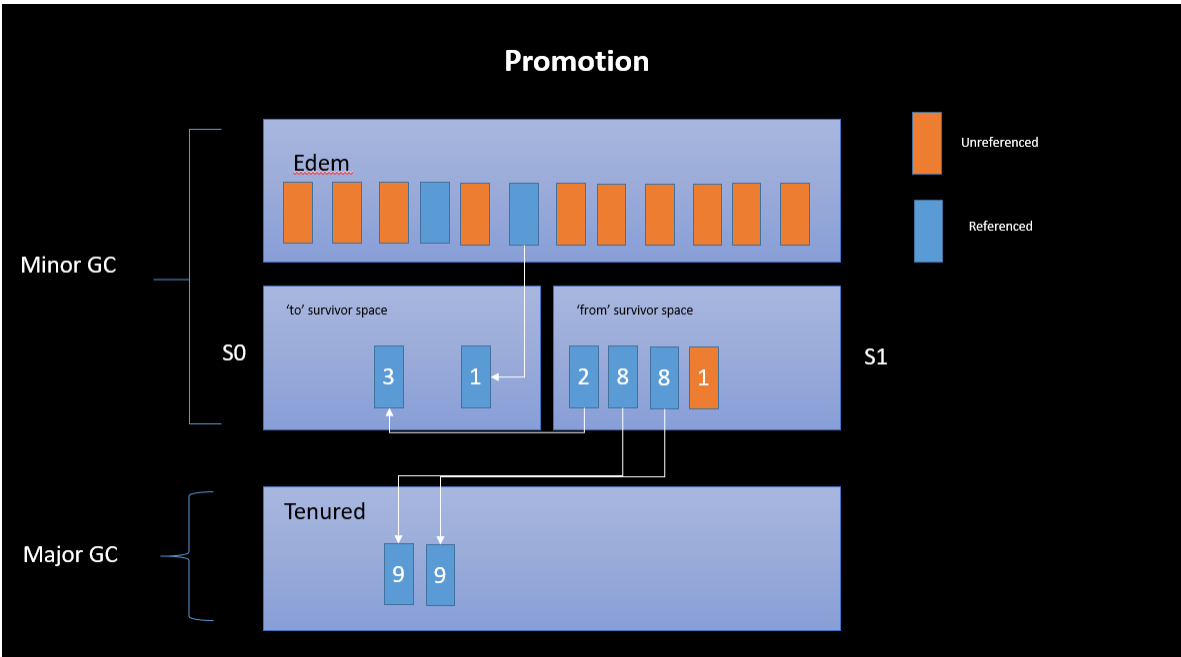 Promotion
Unreferenced
Edem
Referenced
Minor GC
'to' survivor space
'from' survivor space
S0
S1
3
1
2
8
8
1
Tenured
Major GC
9
9